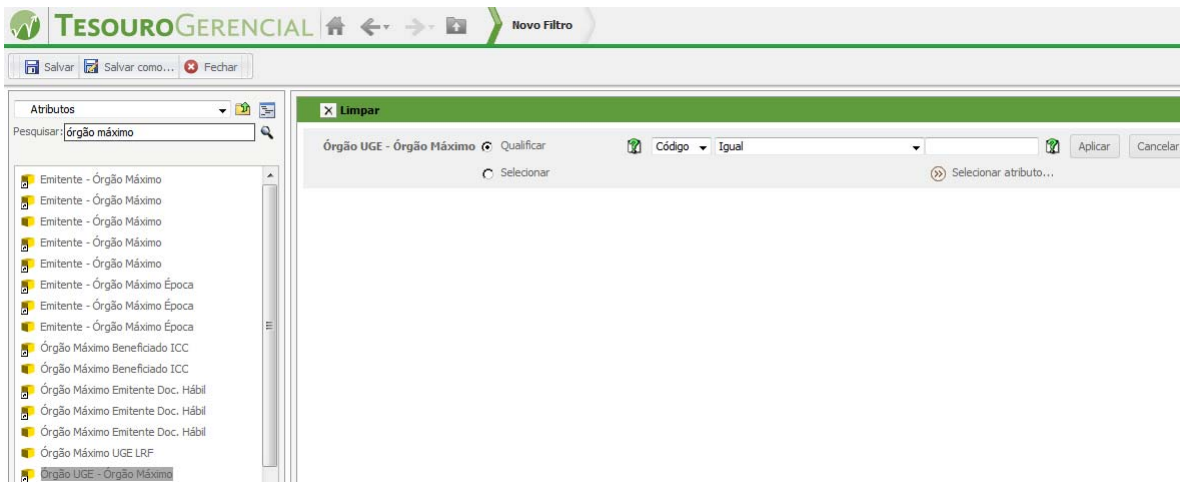 TESOUROGERENCIAL
Novo Filtro
Salvar Salvar como... Fechar
Atributos
Pesquisar: órgão máximo
Emitente - Órgão Máximo
Emitente - Órgão Máximo
Emitente - Órgão Máximo
Emitente - Órgão Máximo
Emitente - Órgão Máximo
Emitente - Órgão Máximo Época
Emitente - Órgão Máximo Época
Emitente - Órgão Máximo Época
Órgão Máximo Beneficiado ICC
Órgão Máximo Beneficiado ICC
Órgão Máximo Emitente Doc. Hábil
Órgão Máximo Emitente Doc. Hábil
Órgão Máximo Emitente Doc. Hábil
Órgão Máximo UGE LRF
Órgão UGE - Órgão Máximo
Limpar
Órgão UGE - Órgão Máximo Qualificar Código Igual Aplicar Cancelar
Selecionar Selecionar atributo...